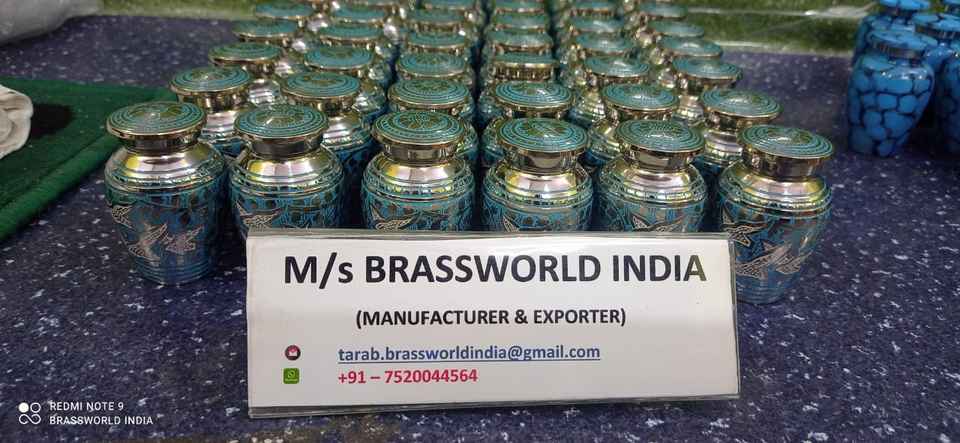 M/s BRASSWORLD INDIA
(MANUFACTURER & EXPORTER)
tarab.brassworldindia@gmail.com
+91 – 7520044564
REDMI NOTE 9
BRASSWORLD INDIA